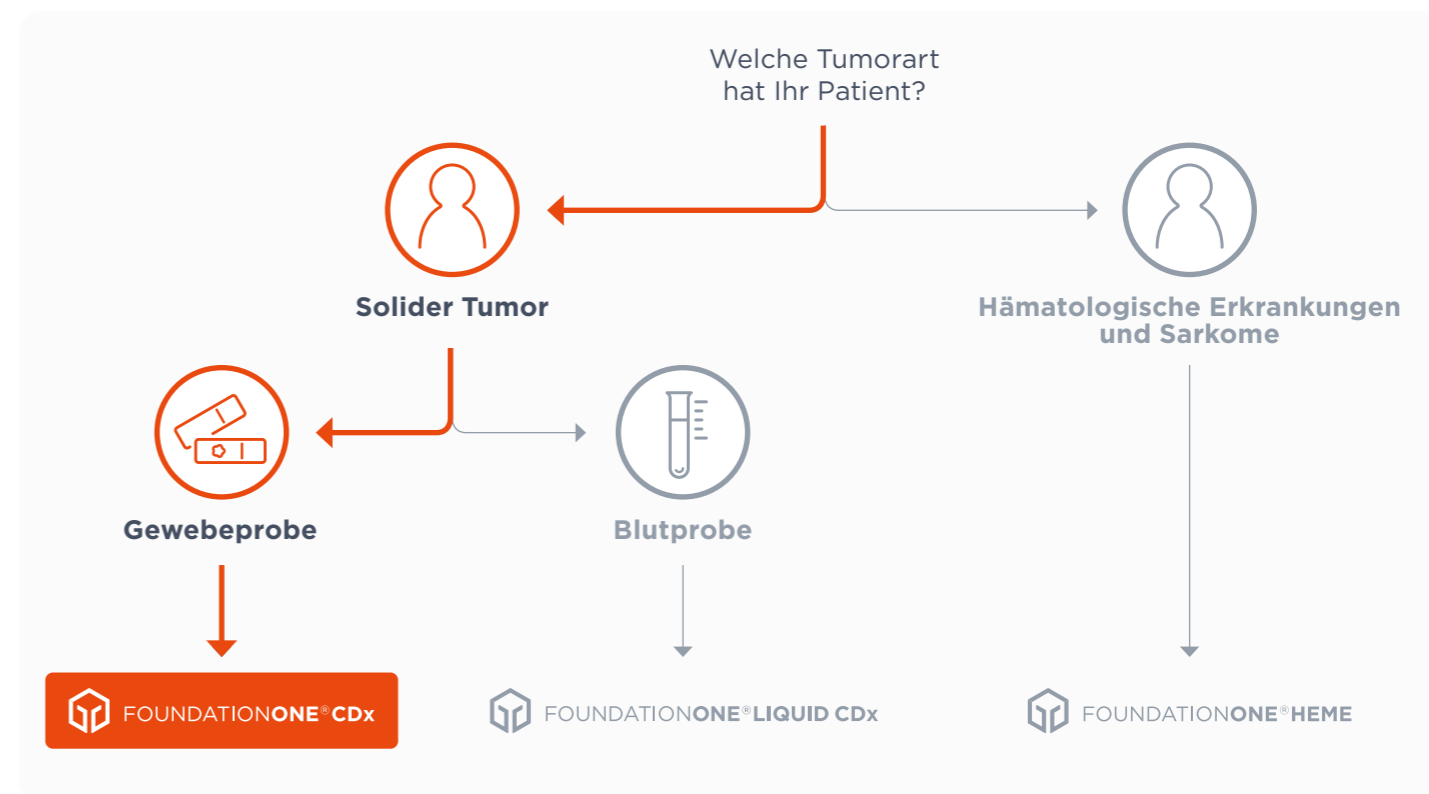 Welche Tumorart
hat Ihr Patient?
Solider Tumor
Hämatologische Erkrankungen
und Sarkome
Gewebeprobe
Blutprobe
FOUNDATIONONE®CDx
FOUNDATIONONE®LIQUID CDx
FOUNDATIONONE®HEME